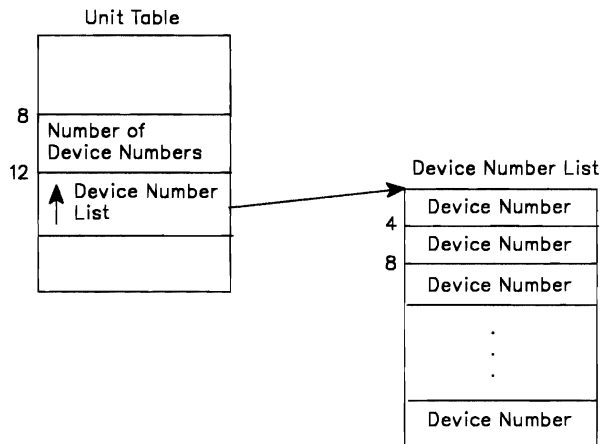 Unit Table
8
Number of
Device Numbers
12
Device Number
List
Device Number List
Device Number
4
Device Number
8
Device Number
.
.
.
Device Number